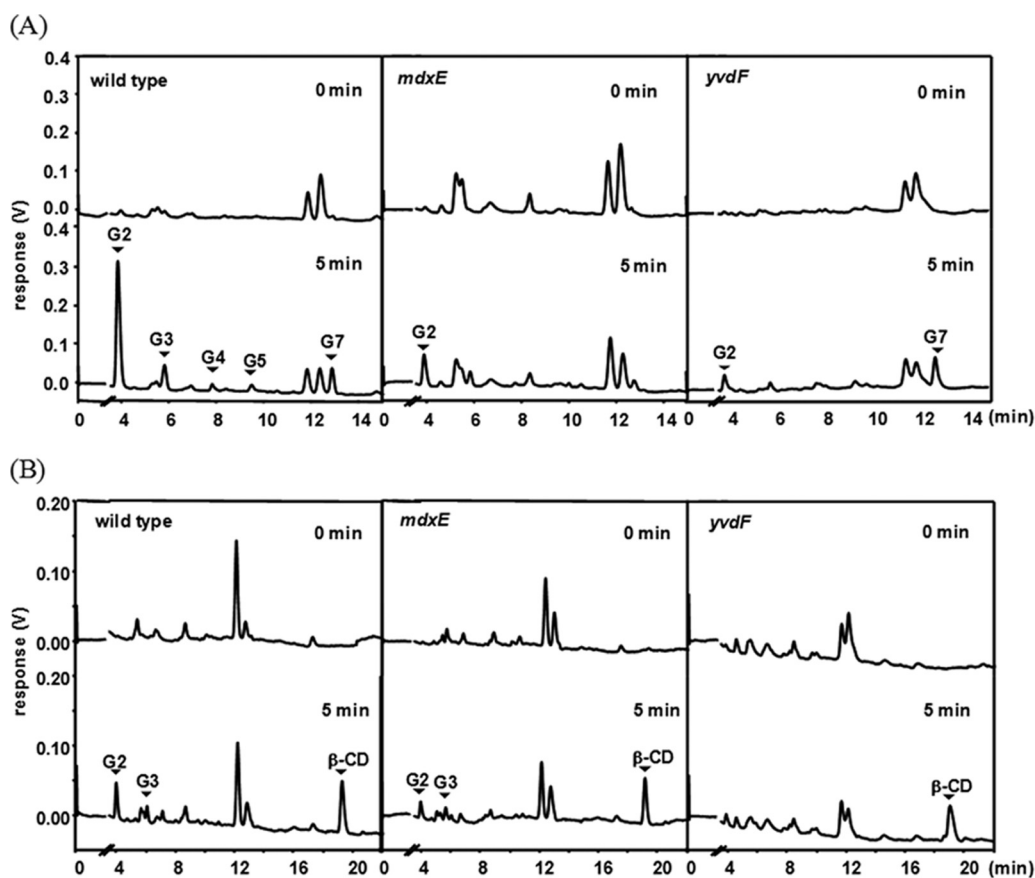 (A)
0.4
wild type
mdxE
yvdF
0 min
0 min
0 min
0.3
0.2
0.1
0.0
0.4
G2
5 min
5 min
5 min
0.3
0.2
0.1
0.0
response (V)
G3
G4
G5
G7
G2
G2
G7
0 4 6 8 10 12 14 0 4 6 8 10 12 14 0 4 6 8 10 12 14 (min)
(B)
0.20
wild type
mdxE
yvdF
0 min
0 min
0 min
0.10
0.00
0.20
5 min
5 min
5 min
0.10
0.00
response (V)
G2
G3
β-CD
G2
G3
β-CD
β-CD
0 4 8 12 16 20 0 4 8 12 16 20 0 4 8 12 16 20 (min)